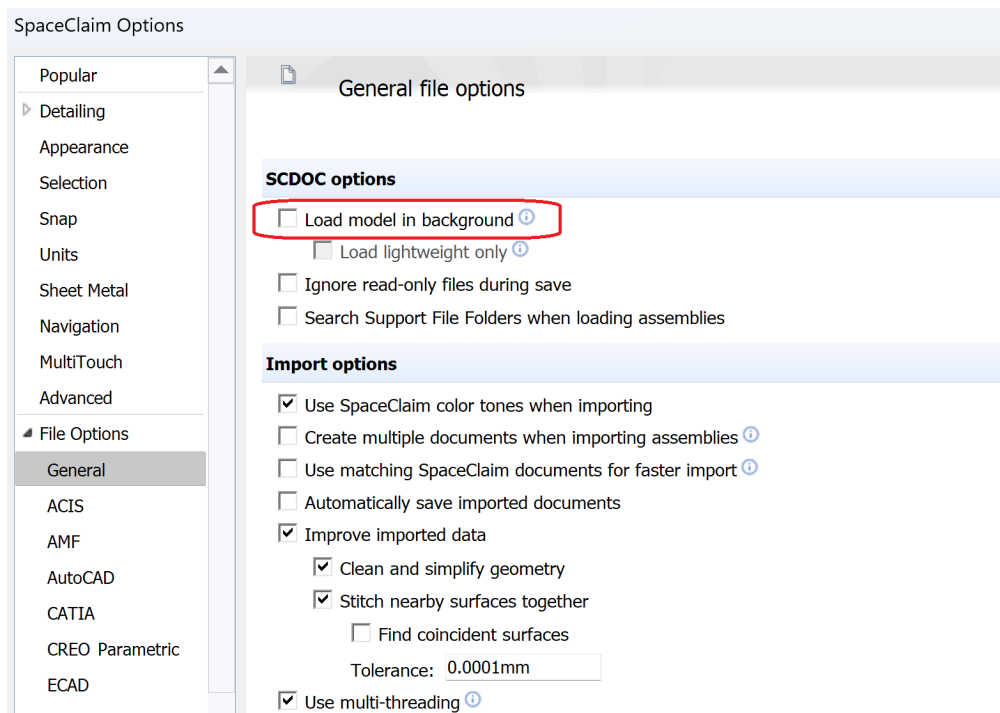 SpaceClaim Options
Popular
Detailing
Appearance
Selection
Snap
Units
Sheet Metal
Navigation
MultiTouch
Advanced
File Options
General
ACIS
AMF
AutoCAD
CATIA
CREO Parametric
ECAD
General file options
SCDOC options
Load model in background
Load lightweight only
Ignore read-only files during save
Search Support File Folders when loading assemblies
Import options
Use SpaceClaim color tones when importing
Create multiple documents when importing assemblies
Use matching SpaceClaim documents for faster import
Automatically save imported documents
Improve imported data
Clean and simplify geometry
Stitch nearby surfaces together
Find coincident surfaces
Tolerance: 0.0001mm
Use multi-threading